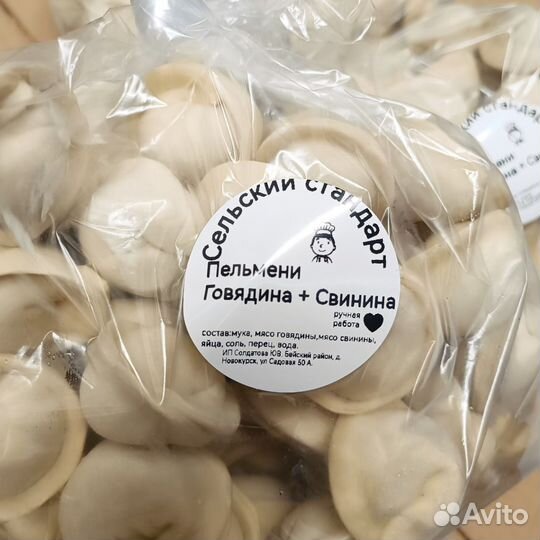 Сельский стандарт
Пельмени
Говядина + Свинина
ручная
работа
состав:мука, мясо говядины,мясо свинины,
яйца, соль, перец, вода.
ИП Солдатова Ю.В. Бейский район, д.
Новокурск, ул Садовая 50 А.
стандарт
Avito